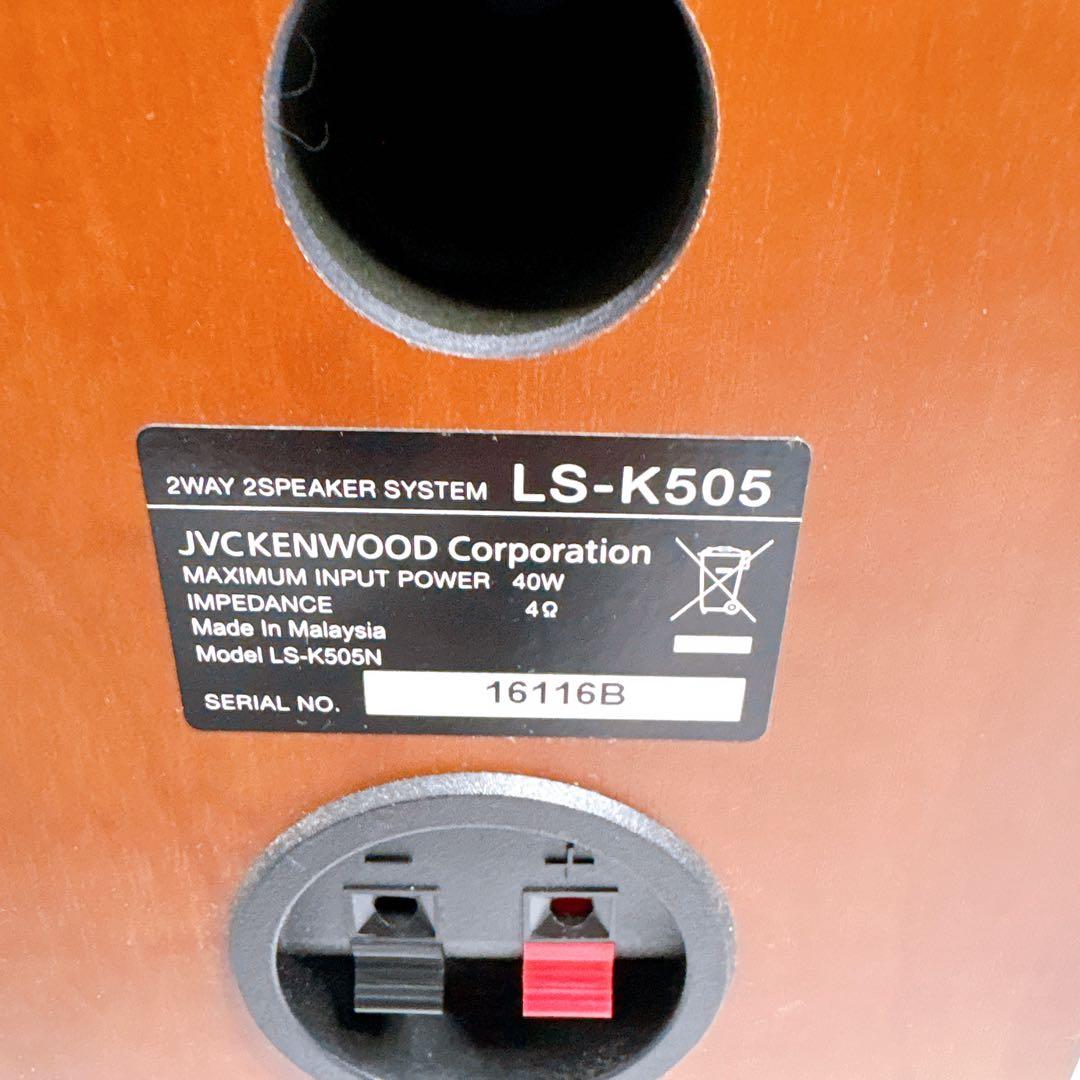 2WAY 2SPEAKER SYSTEM LS-K505
JVCKENWOOD Corporation
MAXIMUM INPUT POWER 40W
IMPEDANCE 4Ω
Made In Malaysia
Model LS-K505N
SERIAL NO. 16116B
− +